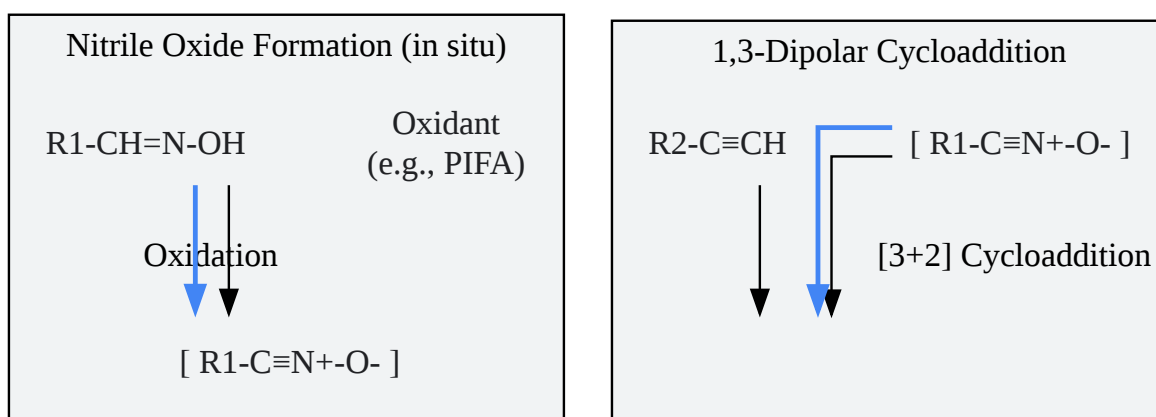 Nitrile Oxide Formation (in situ)
R1-CH=N-OH
Oxidant
(e.g., PIFA)
Oxidation
[ R1-C≡N+-O- ]
1,3-Dipolar Cycloaddition
R2-C≡CH
[ R1-C≡N+-O- ]
[3+2] Cycloaddition